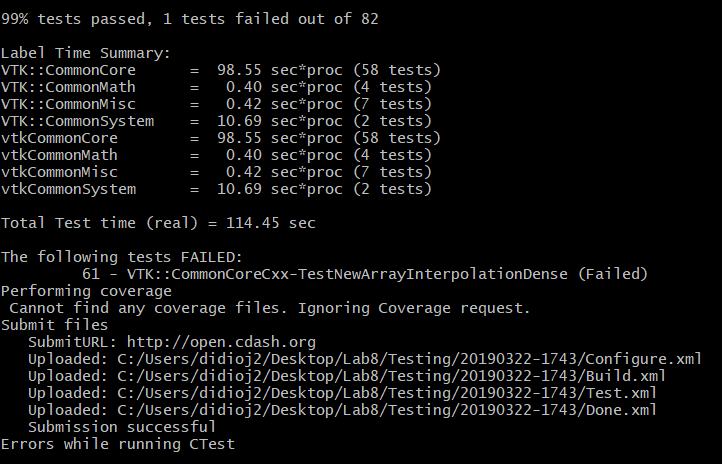 99% tests passed, 1 tests failed out of 82
Label Time Summary:
VTK::CommonCore      =  98.55 sec*proc (58 tests)
VTK::CommonMath      =   0.40 sec*proc (4 tests)
VTK::CommonMisc      =   0.42 sec*proc (7 tests)
VTK::CommonSystem    =  10.69 sec*proc (2 tests)
vtkCommonCore        =  98.55 sec*proc (58 tests)
vtkCommonMath        =   0.40 sec*proc (4 tests)
vtkCommonMisc        =   0.42 sec*proc (7 tests)
vtkCommonSystem      =  10.69 sec*proc (2 tests)
Total Test time (real) = 114.45 sec
The following tests FAILED:
         61 - VTK::CommonCoreCxx-TestNewArrayInterpolationDense (Failed)
Performing coverage
 Cannot find any coverage files. Ignoring Coverage request.
Submit files
   SubmitURL: http://open.cdash.org
   Uploaded: C:/Users/didioj2/Desktop/Lab8/Testing/20190322-1743/Configure.xml
   Uploaded: C:/Users/didioj2/Desktop/Lab8/Testing/20190322-1743/Build.xml
   Uploaded: C:/Users/didioj2/Desktop/Lab8/Testing/20190322-1743/Test.xml
   Uploaded: C:/Users/didioj2/Desktop/Lab8/Testing/20190322-1743/Done.xml
   Submission successful
Errors while running CTest